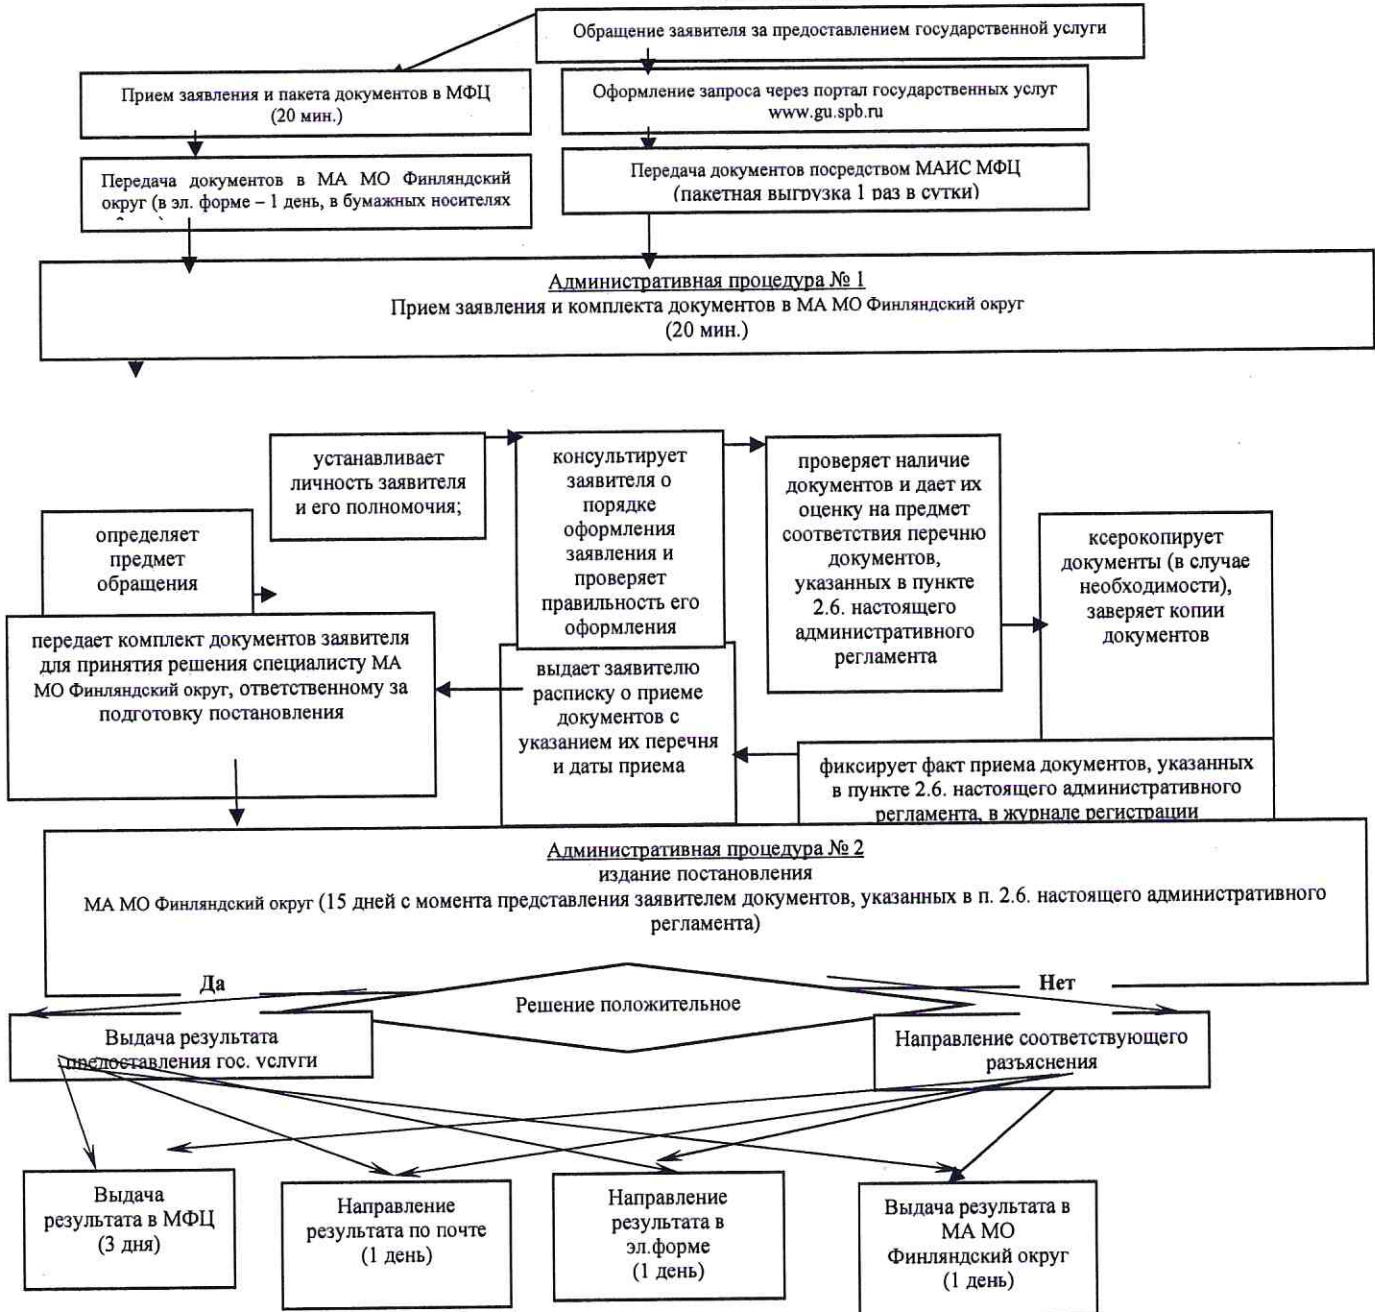 Обращение заявителя за предоставлением государственной услуги
Прием заявления и пакета документов в МФЦ
(20 мин.)
Оформление запроса через портал государственных услуг
www.gu.spb.ru
Передача документов в МА МО Финляндский
округ (в эл. форме – 1 день, в бумажных носителях
Передача документов посредством МАИС МФЦ
(пакетная выгрузка 1 раз в сутки)
Административная процедура № 1
Прием заявления и комплекта документов в МА МО Финляндский округ
(20 мин.)
определяет
предмет
обращения
устанавливает
личность заявителя
и его полномочия;
консультирует
заявителя о
порядке
оформления
заявления и
проверяет
правильность его
оформления
проверяет наличие
документов и дает их
оценку на предмет
соответствия перечню
документов,
указанных в пункте
2.6. настоящего
административного
регламента
ксерокопирует
документы (в случае
необходимости),
заверяет копии
документов
передает комплект документов заявителя
для принятия решения специалисту МА
МО Финляндский округ, ответственному за
подготовку постановления
выдает заявителю
расписку о приеме
документов с
указанием их перечня
и даты приема
фиксирует факт приема документов, указанных
в пункте 2.6. настоящего административного
регламента, в журнале регистрации
Административная процедура № 2
издание постановления
МА МО Финляндский округ (15 дней с момента представления заявителем документов, указанных в п. 2.6. настоящего административного
регламента)
Да
Решение положительное
Нет
Выдача результата
предоставления гос. услуги
Направление соответствующего
разъяснения
Выдача
результата в МФЦ
(3 дня)
Направление
результата по почте
(1 день)
Направление
результата в
эл.форме
(1 день)
Выдача результата в
МА МО
Финляндский округ
(1 день)